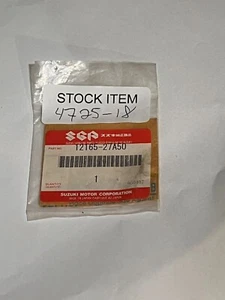 STOCK ITEM
4725-18
SGP
12165-27A50
1
SUZUKI MOTOR CORPORATION